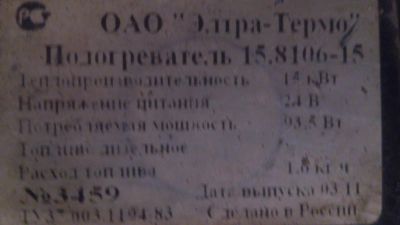 ОАО "Элтра-Термо"
Подогреватель 15.8106-15
Теплопроизводительность 15 кВт
Напряжение питания 24 В
Потребляемая мощность 93.5 Вт
Топливо дизельное
Расход топлива 1.6 кг/ч
№3459 Дата выпуска 03.11
ТУ37.003.1194-83 Сделано в России